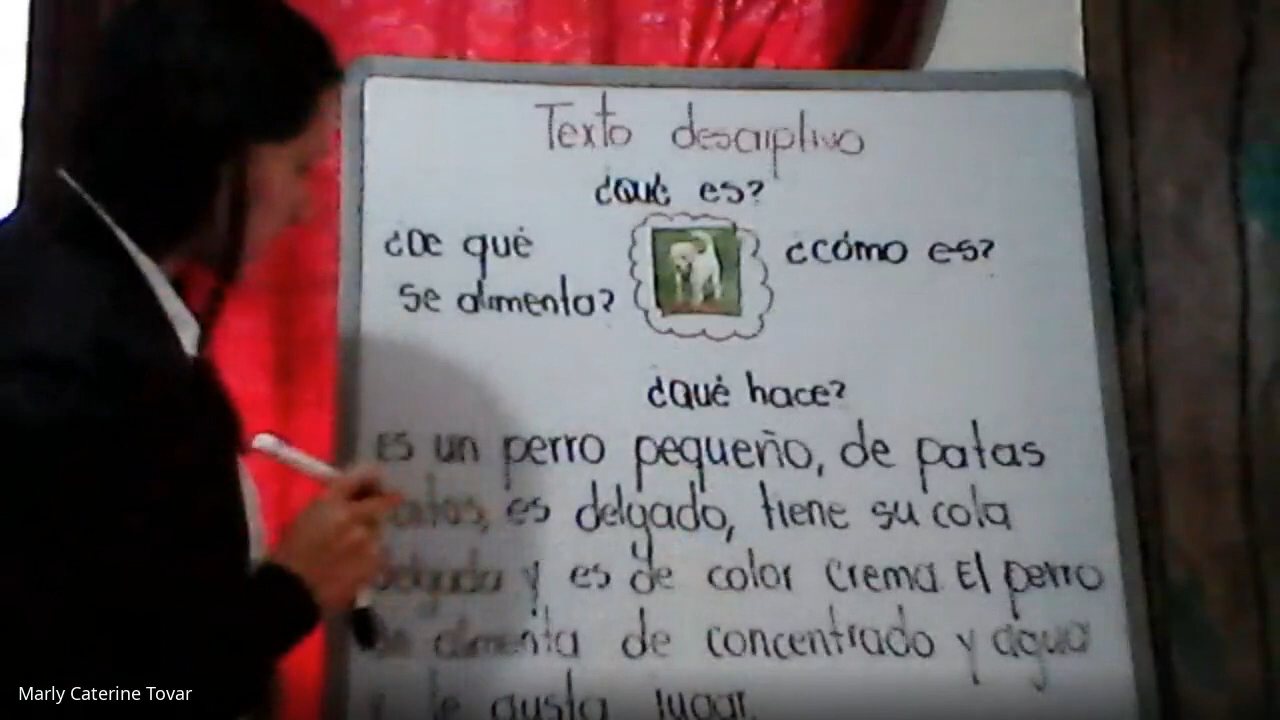 Texto descriptivo
¿Qué es?
¿De qué
se alimenta?
¿Cómo es?
¿Qué hace?
Es un perro pequeño, de patas
es delgado, tiene su cola
delgada y es de color crema. El perro
se alimenta de concentrado y agua
y le gusta jugar.
Marly Caterine Tovar